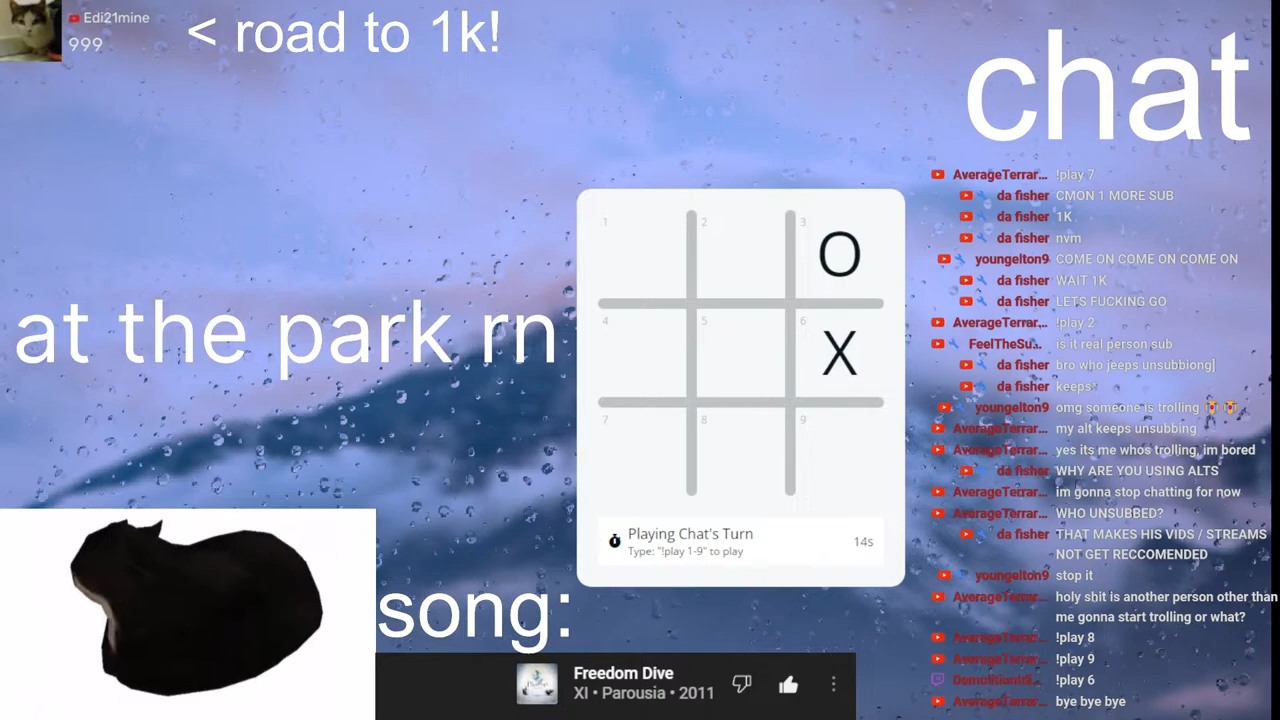 Edi21mine
999
< road to 1k!
chat
at the park rn
1
2
3
O
4
5
6
X
7
8
9
Playing Chat's Turn
Type: "!play 1-9" to play
14s
song:
Freedom Dive
XI • Parousia • 2011
AverageTerrar... !play 7
da fisher CMON 1 MORE SUB
da fisher 1K
da fisher nvm
youngelton9 COME ON COME ON COME ON
da fisher WAIT 1K
da fisher LETS FUCKING GO
AverageTerrar... !play 2
FeelTheSu... is it real person sub
da fisher bro who jeeps unsubbiong]
da fisher keeps*
youngelton9 omg someone is trolling
AverageTerrar... my alt keeps unsubbing
AverageTerrar... yes its me whos trolling, im bored
da fisher WHY ARE YOU USING ALTS
AverageTerrar... im gonna stop chatting for now
AverageTerrar... WHO UNSUBBED?
da fisher THAT MAKES HIS VIDS / STREAMS
NOT GET RECCOMENDED
youngelton9 stop it
AverageTerrar... holy sbit is another person other than
me gonna start trolling or what?
AverageTerrar... !play 8
AverageTerrar... !play 9
!play 6
AverageTerrar... bye bye bye